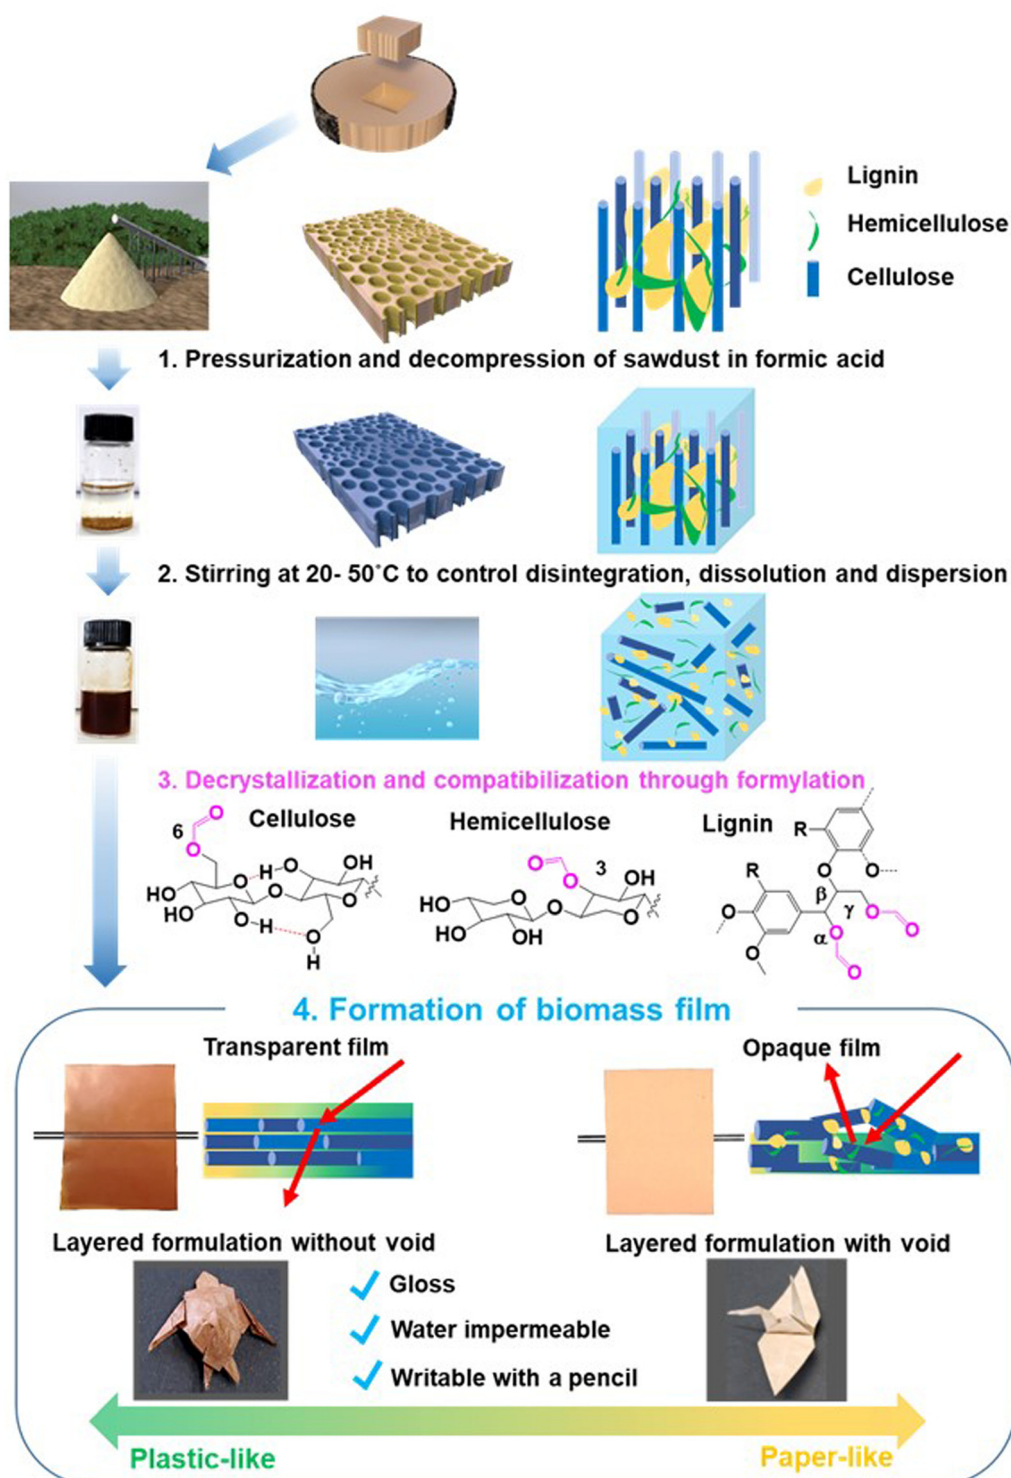 Lignin
Hemicellulose
Cellulose
1. Pressurization and decompression of sawdust in formic acid
2. Stirring at 20- 50˚C to control disintegration, dissolution and dispersion
3. Decrystallization and compatibilization through formylation
Cellulose
Hemicellulose
Lignin
O
6
O
H O
OH
O
HO
HO
HO
O
O
O
O
H
O
H
O
3
O
OH
HO
HO
O
OH
O
O
R
O
O
R
β
γ
O
O
O
α
O
O
O
4. Formation of biomass film
Transparent film
Opaque film
Layered formulation without void
Layered formulation with void
Gloss
Water impermeable
Writable with a pencil
Plastic-like
Paper-like